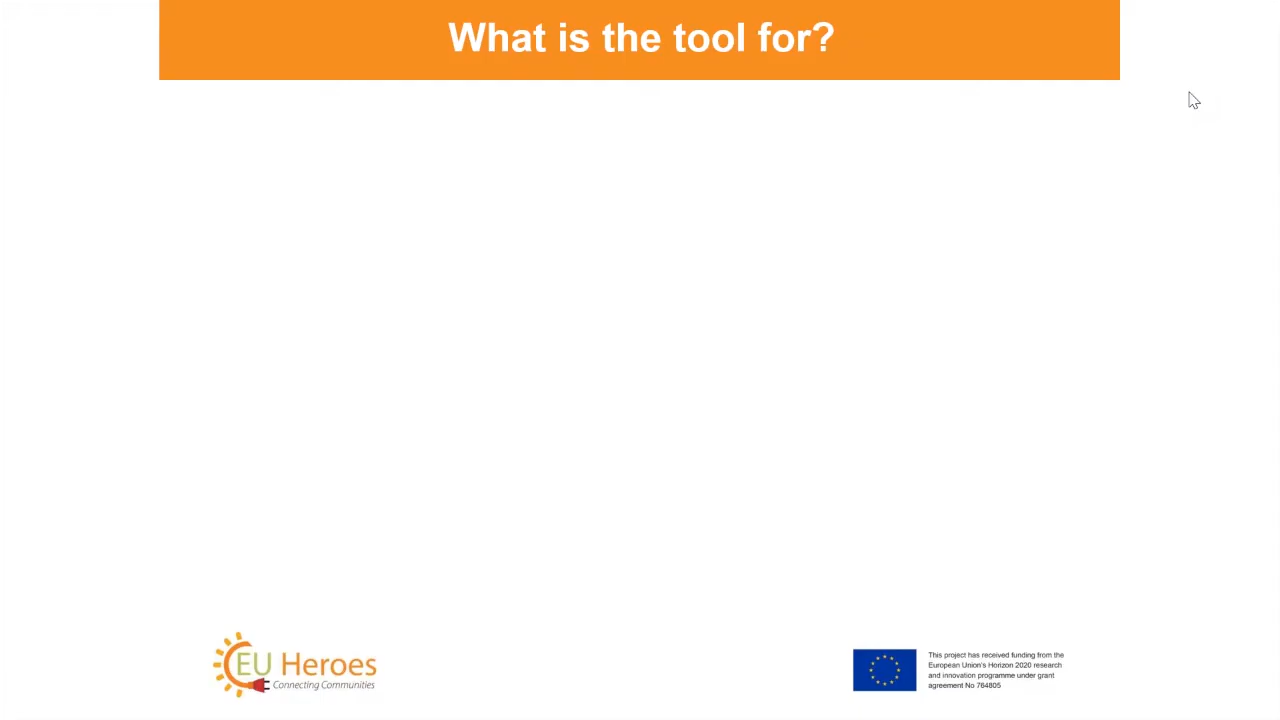 What is the tool for?
EU Heroes
Connecting Communities
This project has received funding from the
European Union's Horizon 2020 research
and innovation programme under grant
agreement No 764805